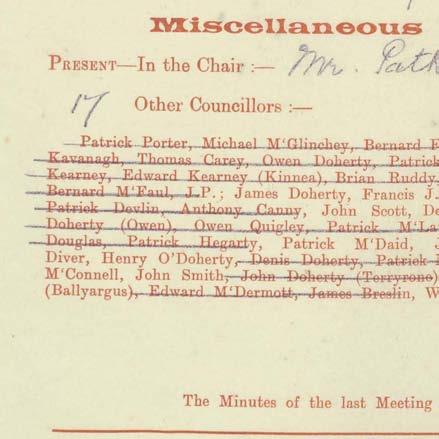 Miscellaneous
PRESENT—In the Chair :— Mr. Patk
17 Other Councillors :—
Patrick Porter, Michael M‘Glinchey, Bernard
Kavanagh, Thomas Carey, Owen Doherty, Patrick
Kearney, Edward Kearney (Kinnea), Brian Ruddy
Bernard M‘Faul, J.P.; James Doherty, Francis J.
Patrick Devlin, Anthony Canny, John Scott, De
Doherty (Owen), Owen Quigley, Patrick M‘La
Douglas, Patrick Hegarty, Patrick M'Daid, J
Diver, Henry O’Doherty, Denis Doherty, Patrick
M‘Connell, John Smith, John Doherty (Terryrone)
(Ballyargus), Edward M‘Dermott, James Breslin, W
The Minutes of the last Meeting